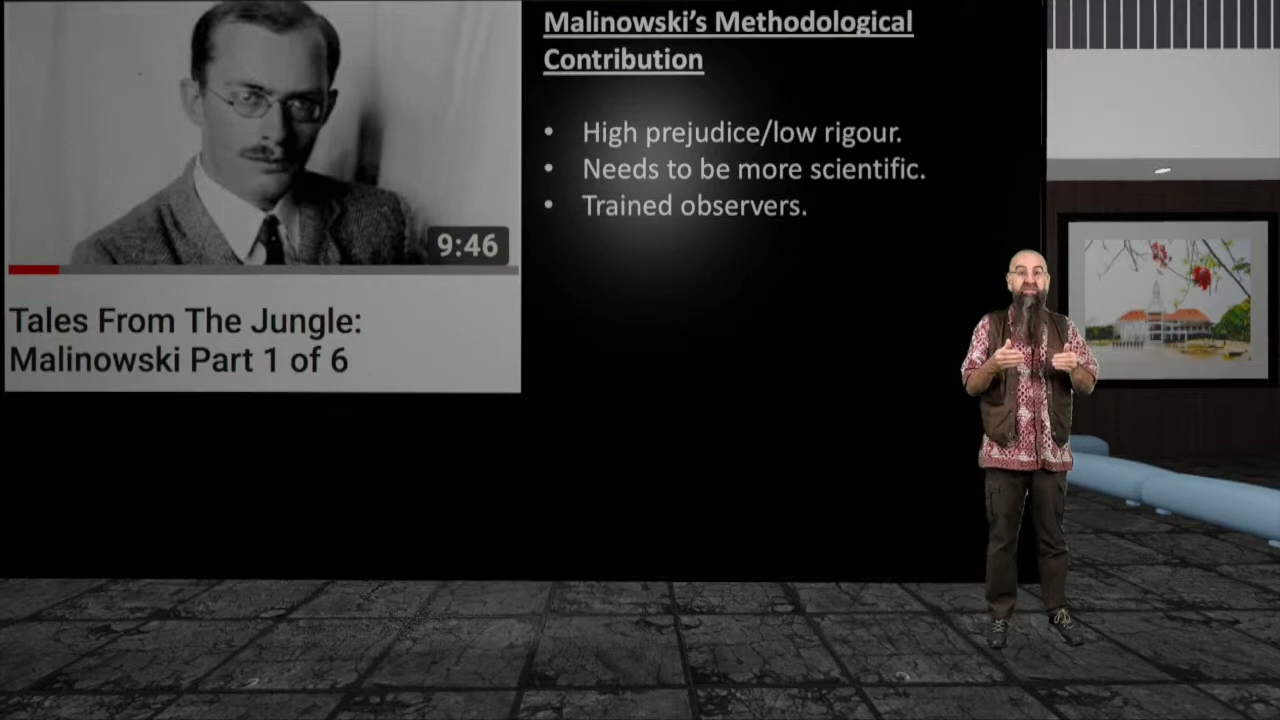 9:46
Tales From The Jungle:
Malinowski Part 1 of 6
Malinowski's Methodological
Contribution
• High prejudice/low rigour.
• Needs to be more scientific.
• Trained observers.